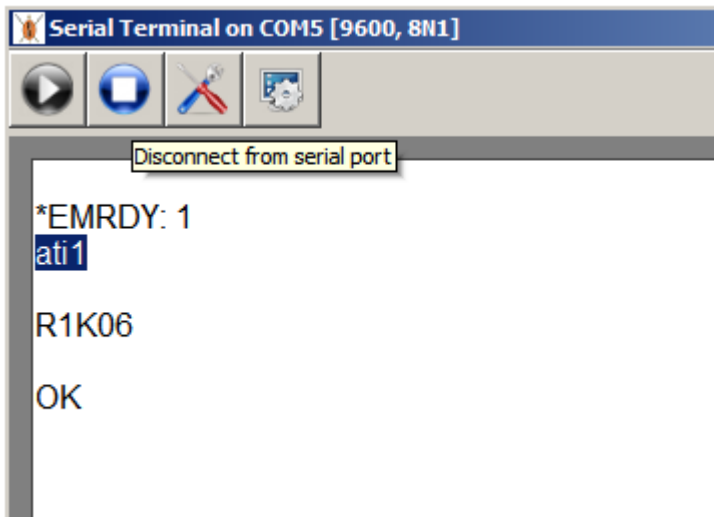 Serial Terminal on COM5 [9600, 8N1]
Disconnect from serial port
*EMRDY: 1
ati1
R1K06
OK